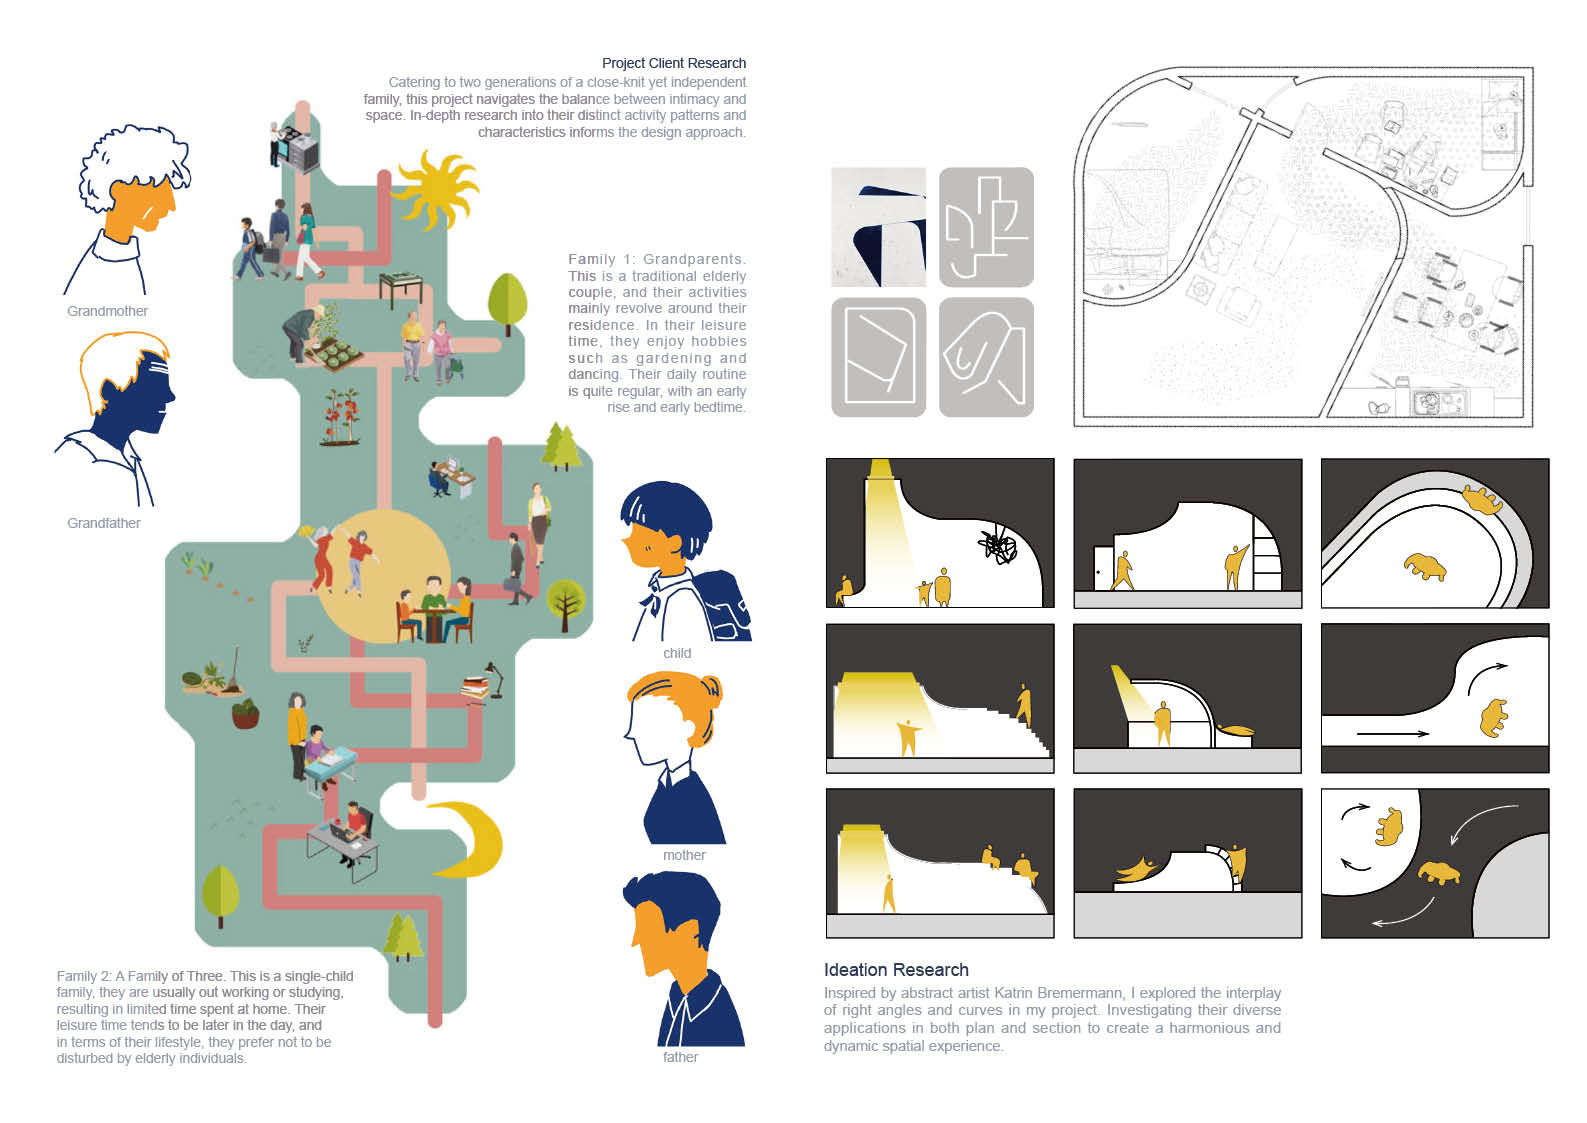 Project Client Research
Catering to two generations of a close-knit yet independent
family, this project navigates the balance between intimacy and
space. In-depth research into their distinct activity patterns and
characteristics informs the design approach.
Grandmother
Grandfather
Family 1: Grandparents.
This is a traditional elderly
couple, and their activities
mainly revolve around their
residence. In their leisure
time, they enjoy hobbies
such as gardening and
dancing. Their daily routine
is quite regular, with an early
rise and early bedtime.
child
mother
father
Family 2: A Family of Three. This is a single-child
family, they are usually out working or studying,
resulting in limited time spent at home. Their
leisure time tends to be later in the day, and
in terms of their lifestyle, they prefer not to be
disturbed by elderly individuals.
Ideation Research
Inspired by abstract artist Katrin Bremermann, I explored the interplay
of right angles and curves in my project. Investigating their diverse
applications in both plan and section to create a harmonious and
dynamic spatial experience.